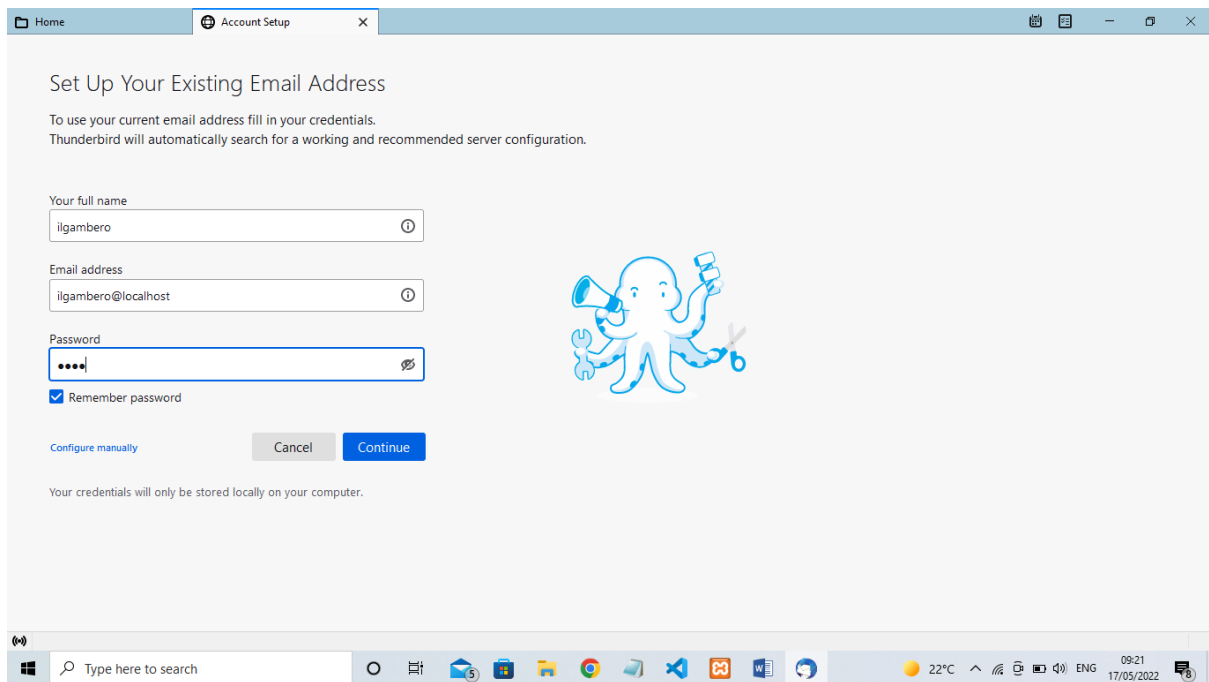 Home
Account Setup
Set Up Your Existing Email Address
To use your current email address fill in your credentials.
Thunderbird will automatically search for a working and recommended server configuration.
Your full name
ilgambero
Email address
ilgambero@localhost
Password
••••
Remember password
Configure manually
Cancel
Continue
Your credentials will only be stored locally on your computer.
Type here to search
5
W
22°C
ENG
09:21
17/05/2022
8